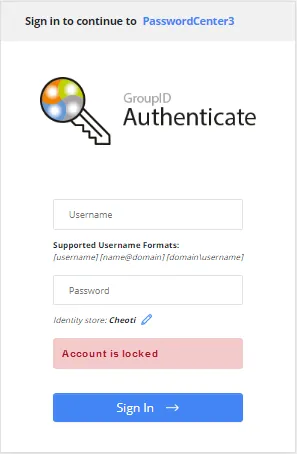 Sign in to continue to PasswordCenter3
GroupID
Authenticate
Username
Supported Username Formats:
[username] [name@domain] [domain\username]
Password
Identity store: Cheoti
Account is locked
Sign In →